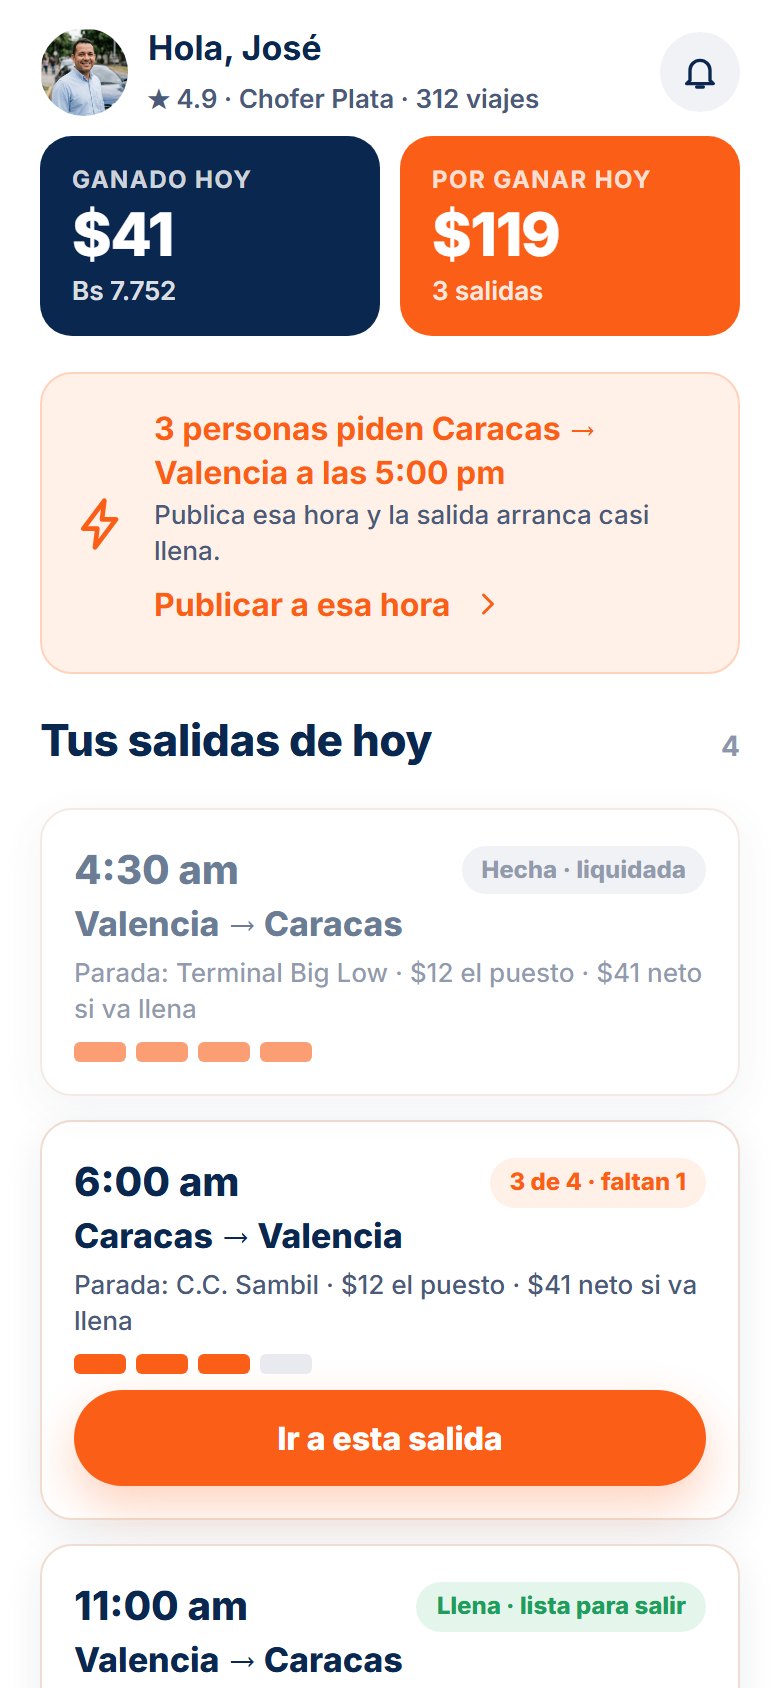 Hola, José
★ 4.9 · Chofer Plata · 312 viajes
GANADO HOY
$41
Bs 7.752
POR GANAR HOY
$119
3 salidas
3 personas piden Caracas →
Valencia a las 5:00 pm
Publica esa hora y la salida arranca casi
llena.
Publicar a esa hora
Tus salidas de hoy
4
4:30 am
Hecha · liquidada
Valencia → Caracas
Parada: Terminal Big Low · $12 el puesto · $41 neto
si va llena
6:00 am
3 de 4 · faltan 1
Caracas → Valencia
Parada: C.C. Sambil · $12 el puesto · $41 neto si va
llena
Ir a esta salida
11:00 am
Llena · lista para salir
Valencia → Caracas